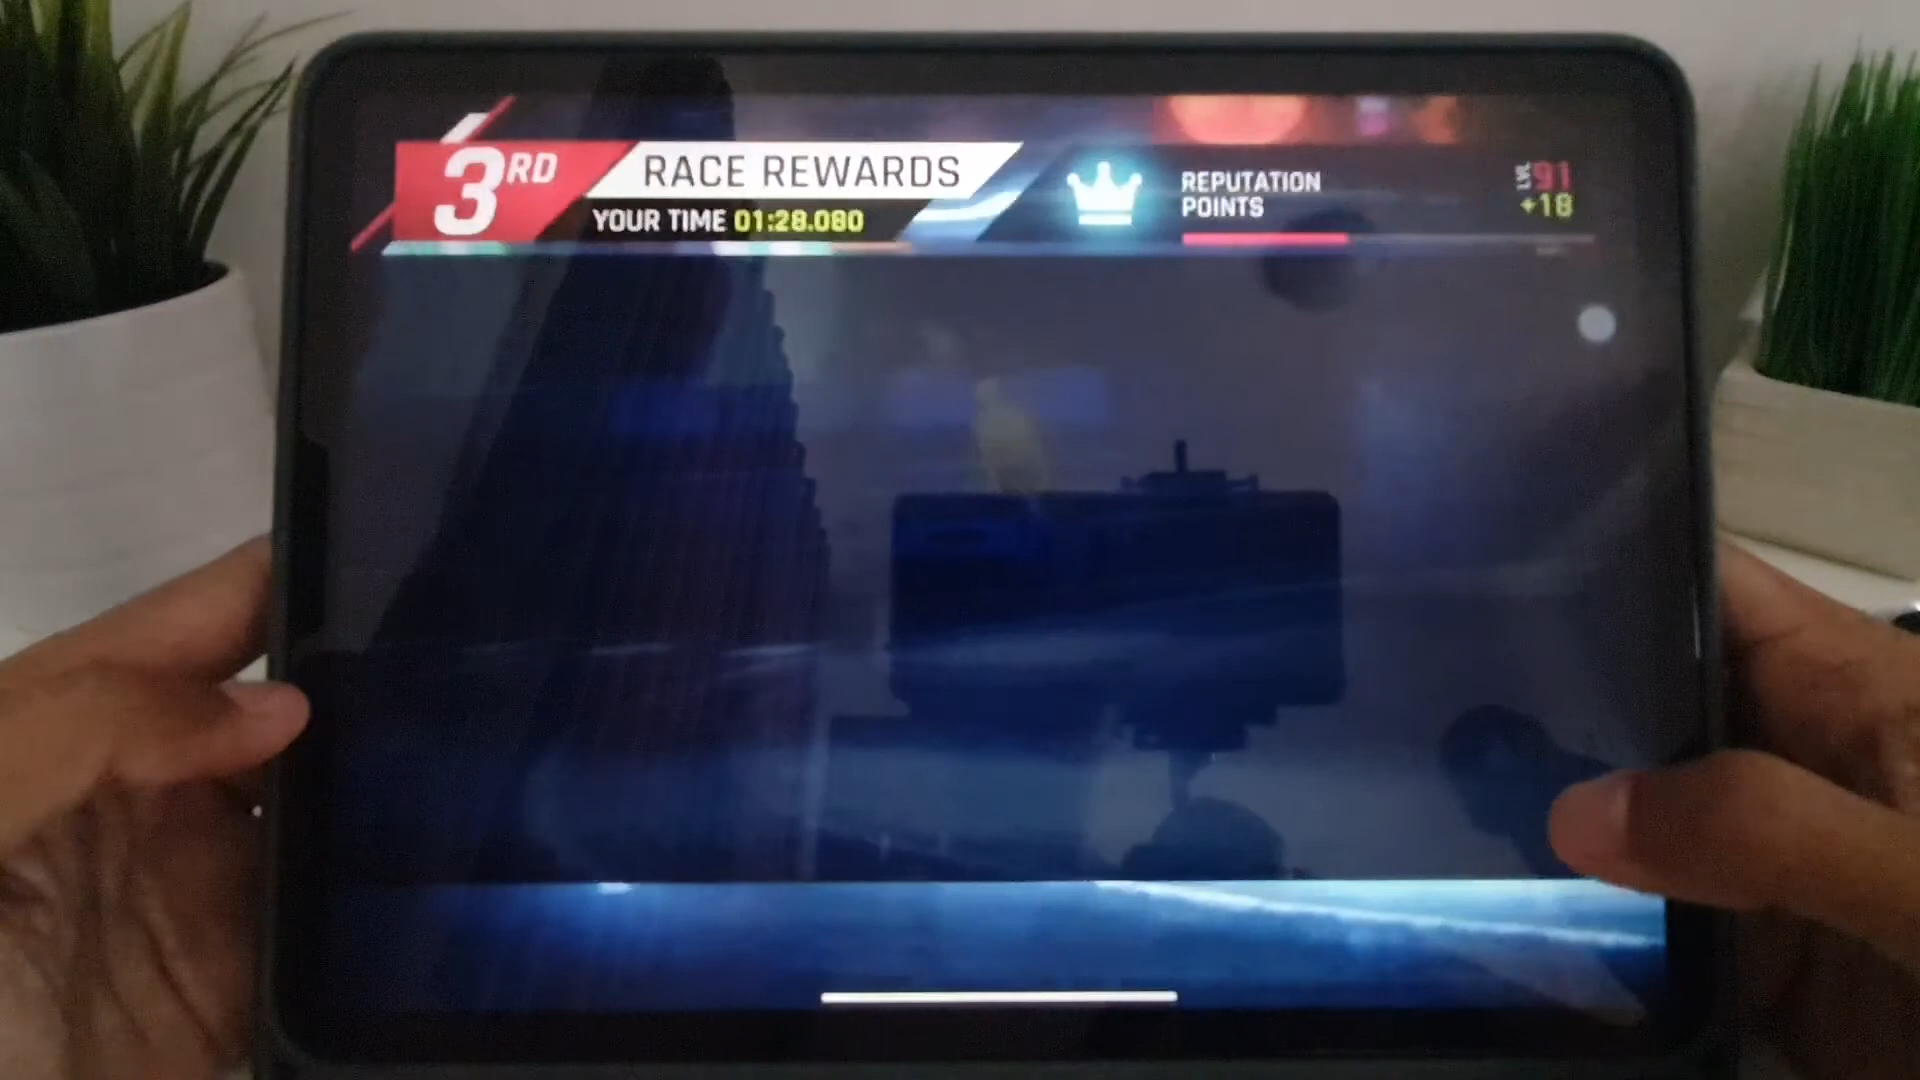 3RD
RACE REWARDS
YOUR TIME 01:28.080
REPUTATION
POINTS
LVL 91
+18